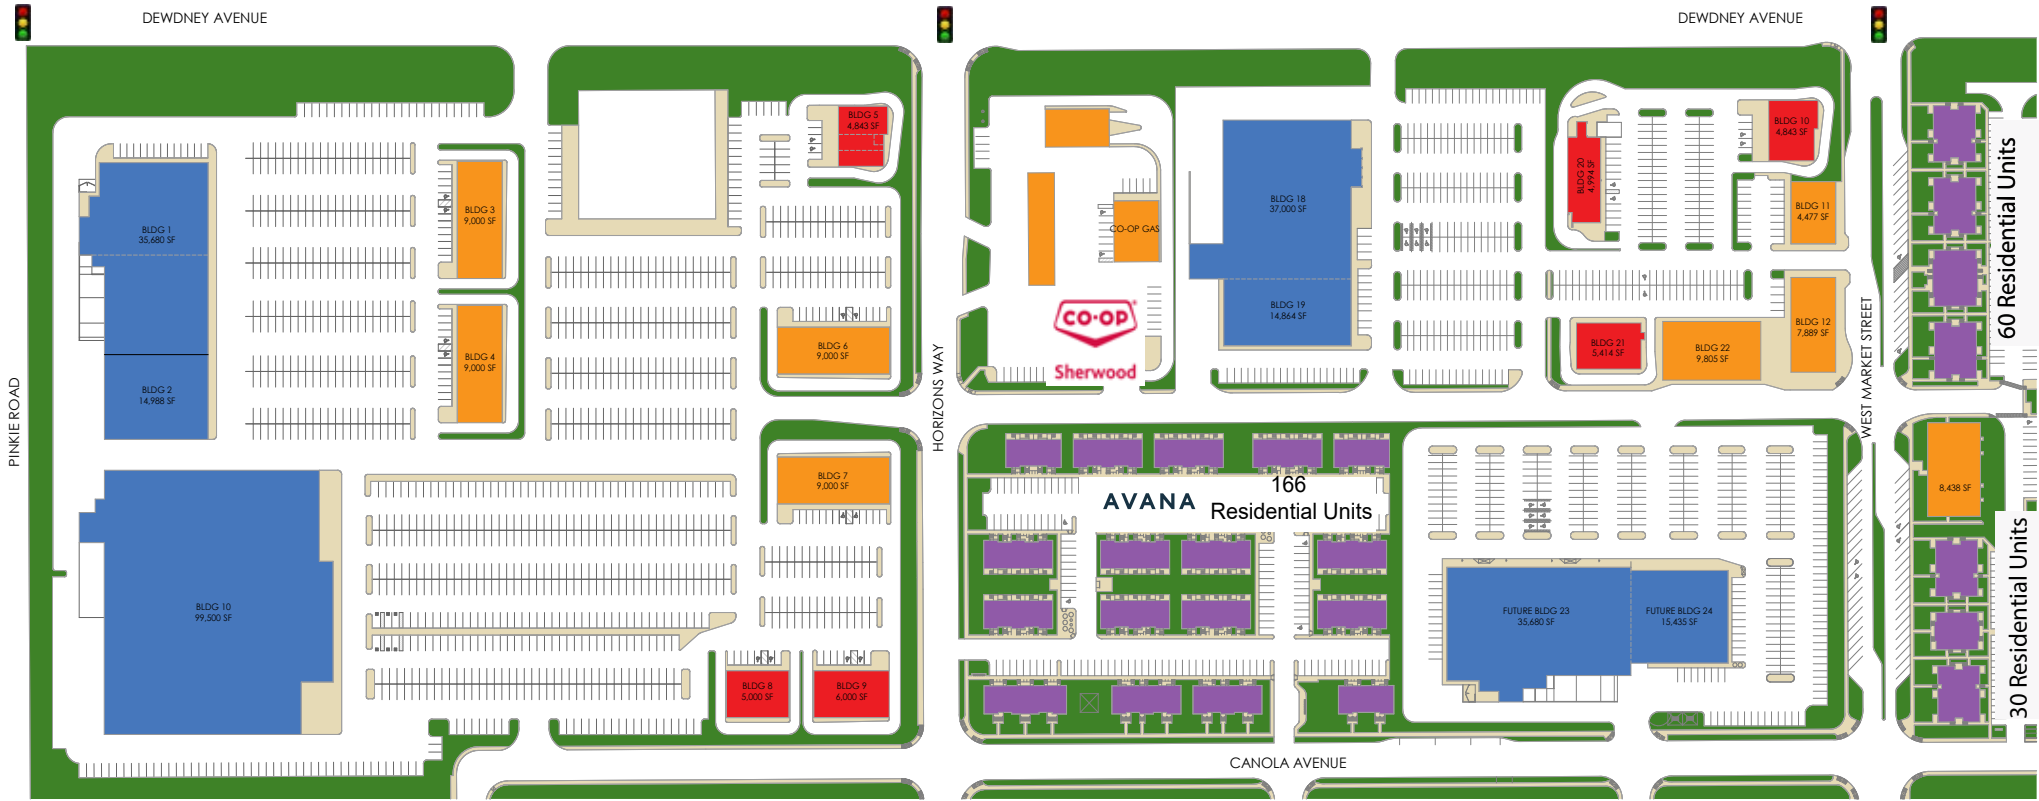 DEWDNEY AVENUE
DEWDNEY AVENUE
PINKIE ROAD
HORIZONS WAY
WEST MARKET STREET
CANOLA AVENUE
BLDG 1
35,680 SF
BLDG 2
14,988 SF
BLDG 3
9,000 SF
BLDG 4
9,000 SF
BLDG 5
4,843 SF
BLDG 6
9,000 SF
BLDG 7
9,000 SF
BLDG 8
5,000 SF
BLDG 9
6,000 SF
BLDG 10
99,500 SF
CO-OP GAS
CO·OP
®
Sherwood
BLDG 18
37,000 SF
BLDG 19
14,864 SF
BLDG 20
4,994 SF
BLDG 10
4,843 SF
BLDG 11
4,477 SF
BLDG 12
7,889 SF
BLDG 21
5,414 SF
BLDG 22
9,805 SF
60 Residential Units
AVANA
166
Residential Units
FUTURE BLDG 23
35,680 SF
FUTURE BLDG 24
15,435 SF
8,438 SF
30 Residential Units